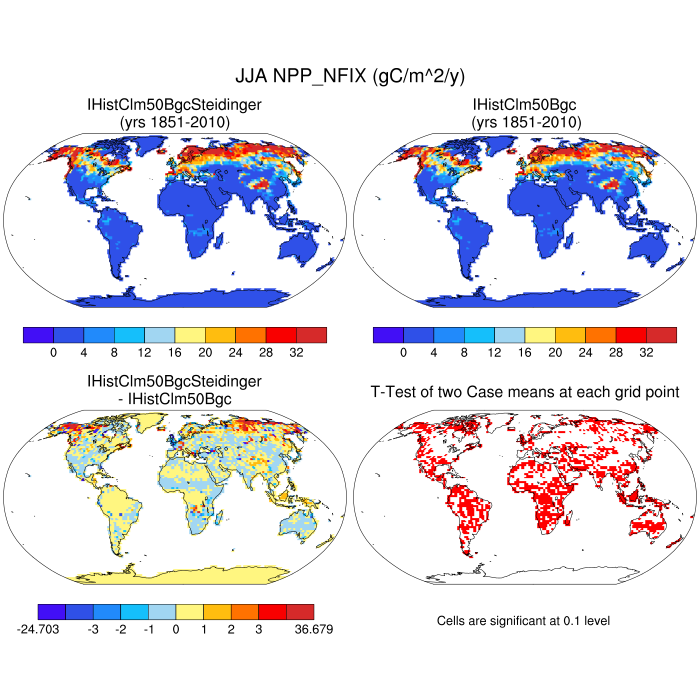 JJA NPP_NFIX (gC/m^2/y)
IHistClm50BgcSteidinger
(yrs 1851-2010)
IHistClm50Bgc
(yrs 1851-2010)
0 4 8 12 16 20 24 28 32
0 4 8 12 16 20 24 28 32
IHistClm50BgcSteidinger
- IHistClm50Bgc
T-Test of two Case means at each grid point
-24.703 -3 -2 -1 0 1 2 3 36.679
Cells are significant at 0.1 level